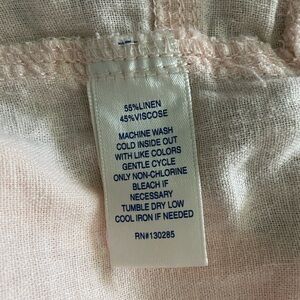 55%LINEN
45%VISCOSE
MACHINE WASH
COLD INSIDE OUT
WITH LIKE COLORS
GENTLE CYCLE
ONLY NON-CHLORINE
BLEACH IF
NECESSARY
TUMBLE DRY LOW
COOL IRON IF NEEDED
RN#130285